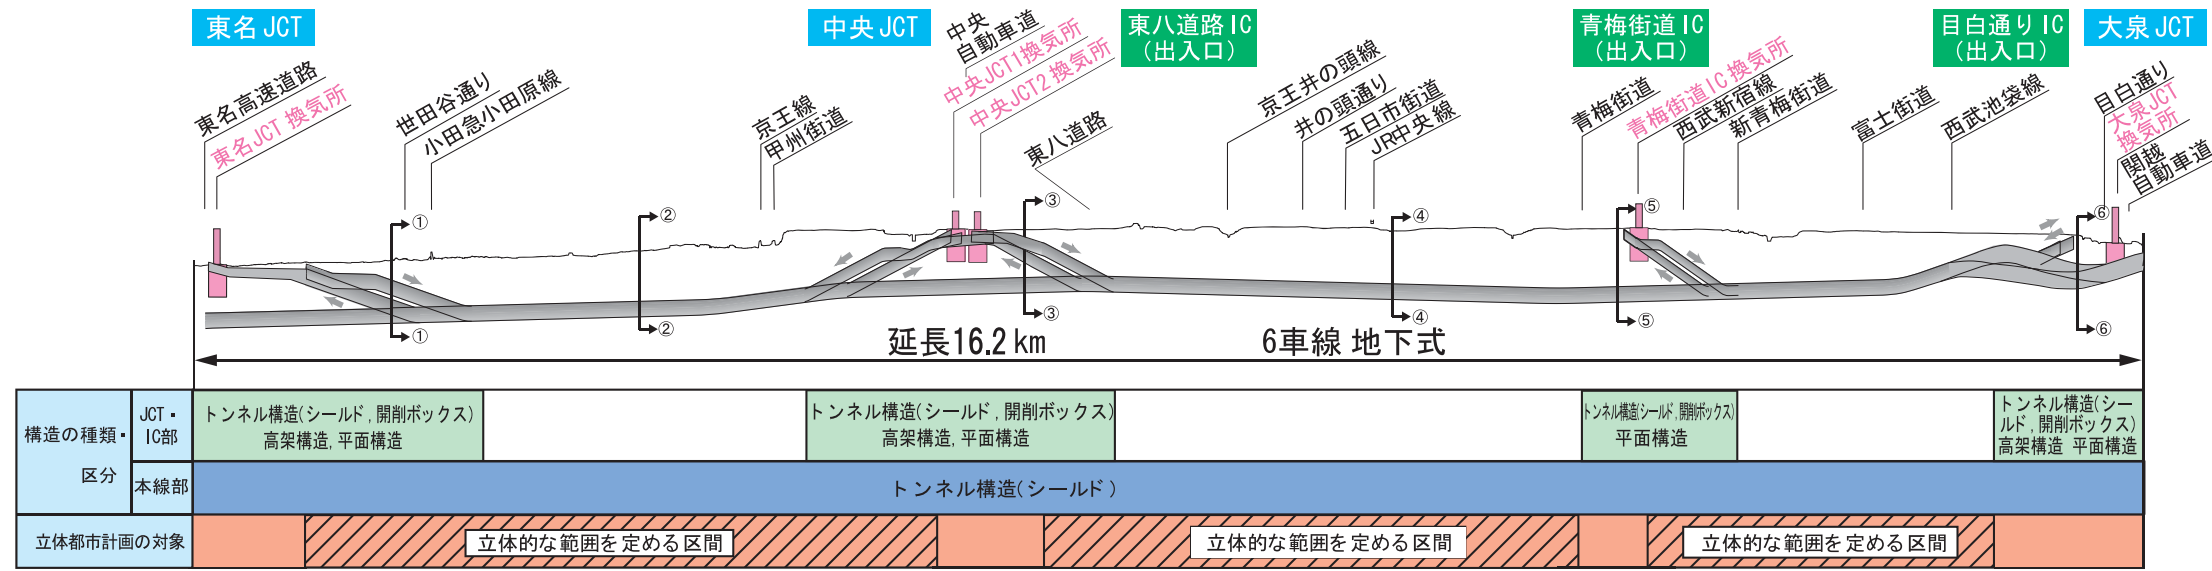 東名JCT
中央JCT
東八道路IC
(出入口)
青梅街道IC
(出入口)
目白通りIC
(出入口)
大泉JCT
東名高速道路
東名JCT 換気所
世田谷通り
小田急小田原線
京王線
甲州街道
中央
自動車道
中央JCT1換気所
中央JCT2 換気所
東八道路
京王井の頭線
井の頭通り
五日市街道
JR中央線
青梅街道
青梅街道IC 換気所
西武新宿線
新青梅街道
富士街道
西武池袋線
目白通り
大泉JCT
換気所
関越
自動車道
①
②
③
④
⑤
⑥
①
②
③
④
⑤
⑥
延長16.2km
6車線 地下式
構造の種類・
区分
JCT・
IC部
トンネル構造(シールド,開削ボックス)
高架構造,平面構造
トンネル構造(シールド,開削ボックス)
高架構造,平面構造
トンネル構造(シールド,開削ボックス)
平面構造
トンネル構造(シー
ルド,開削ボックス)
高架構造 平面構造
本線部
トンネル構造(シールド)
立体都市計画の対象
立体的な範囲を定める区間
立体的な範囲を定める区間
立体的な範囲を定める区間